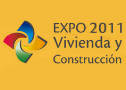 EXPO 2011
Vivienda y
Construcción